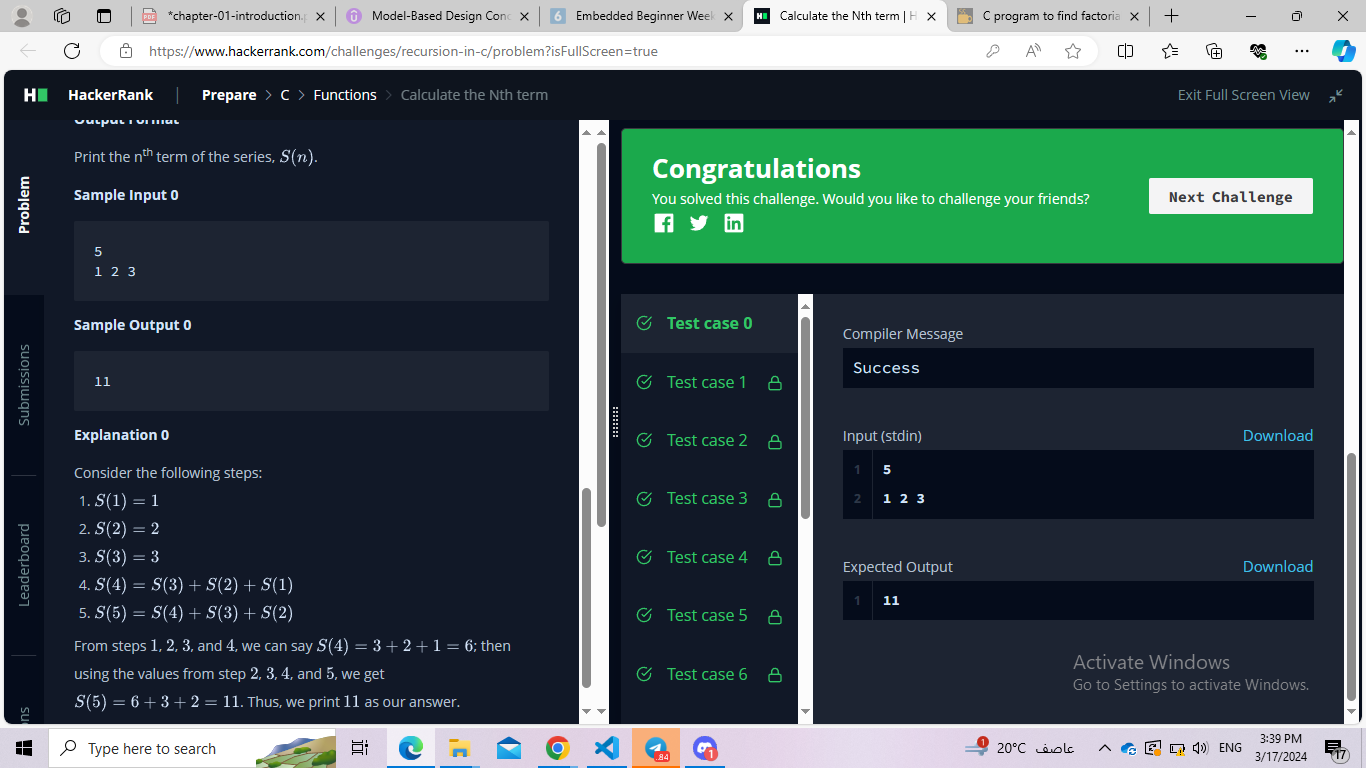 *chapter-01-introduction.p
Model-Based Design Conc
Embedded Beginner Week
Calculate the Nth term | H
C program to find factoria
https://www.hackerrank.com/challenges/recursion-in-c/problem?isFullScreen=true
HackerRank | Prepare > C > Functions > Calculate the Nth term
Exit Full Screen View
Problem
Submissions
Leaderboard
Output Format
Print the nth term of the series, S(n).
Sample Input 0
5
1 2 3
Sample Output 0
11
Explanation 0
Consider the following steps:
1. S(1) = 1
2. S(2) = 2
3. S(3) = 3
4. S(4) = S(3) + S(2) + S(1)
5. S(5) = S(4) + S(3) + S(2)
From steps 1, 2, 3, and 4, we can say S(4) = 3 + 2 + 1 = 6; then
using the values from step 2, 3, 4, and 5, we get
S(5) = 6 + 3 + 2 = 11. Thus, we print 11 as our answer.
Congratulations
You solved this challenge. Would you like to challenge your friends?
Next Challenge
Test case 0
Test case 1
Test case 2
Test case 3
Test case 4
Test case 5
Test case 6
Compiler Message
Success
Input (stdin)
Download
1 5
2 1 2 3
Expected Output
Download
1 11
Activate Windows
Go to Settings to activate Windows.
Type here to search
84
1
1
20°C عاصف
ENG
3:39 PM
3/17/2024
17